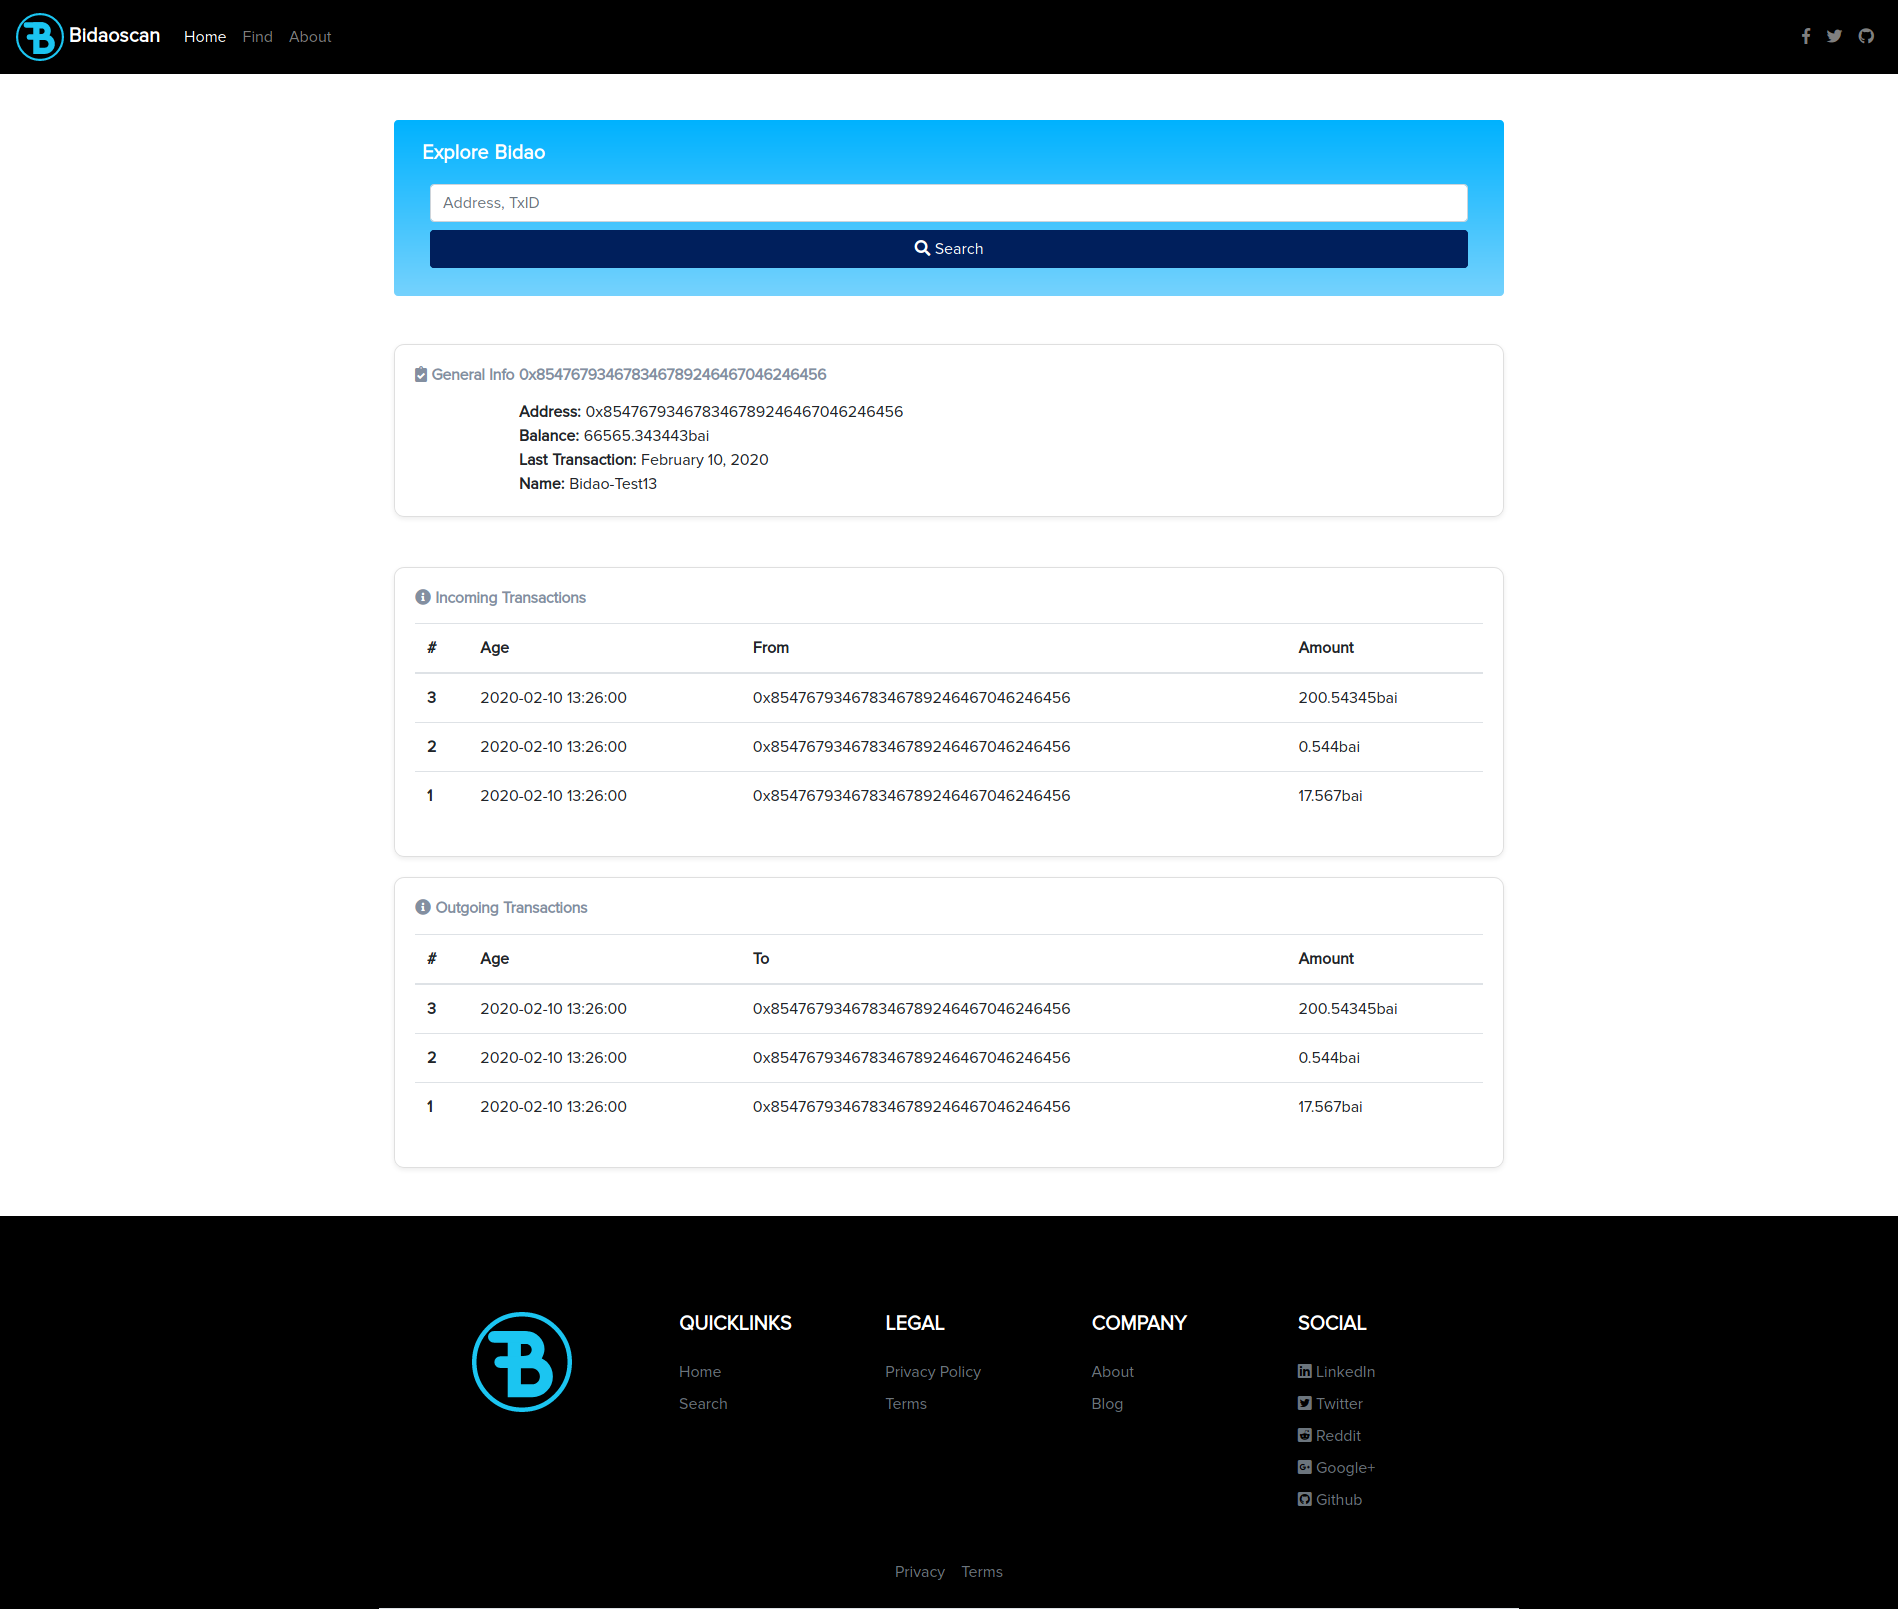 Bidaoscan Home Find About
Explore Bidao
Address, TxID
Search
General Info 0x854767934678346789246467046246456
Address: 0x854767934678346789246467046246456
Balance: 66565.343443bai
Last Transaction: February 10, 2020
Name: Bidao-Test13
Incoming Transactions
# Age From Amount
3 2020-02-10 13:26:00 0x854767934678346789246467046246456 200.54345bai
2 2020-02-10 13:26:00 0x854767934678346789246467046246456 0.544bai
1 2020-02-10 13:26:00 0x854767934678346789246467046246456 17.567bai
Outgoing Transactions
# Age To Amount
3 2020-02-10 13:26:00 0x854767934678346789246467046246456 200.54345bai
2 2020-02-10 13:26:00 0x854767934678346789246467046246456 0.544bai
1 2020-02-10 13:26:00 0x854767934678346789246467046246456 17.567bai
QUICKLINKS
Home
Search
LEGAL
Privacy Policy
Terms
COMPANY
About
Blog
SOCIAL
LinkedIn
Twitter
Reddit
Google+
Github
Privacy Terms